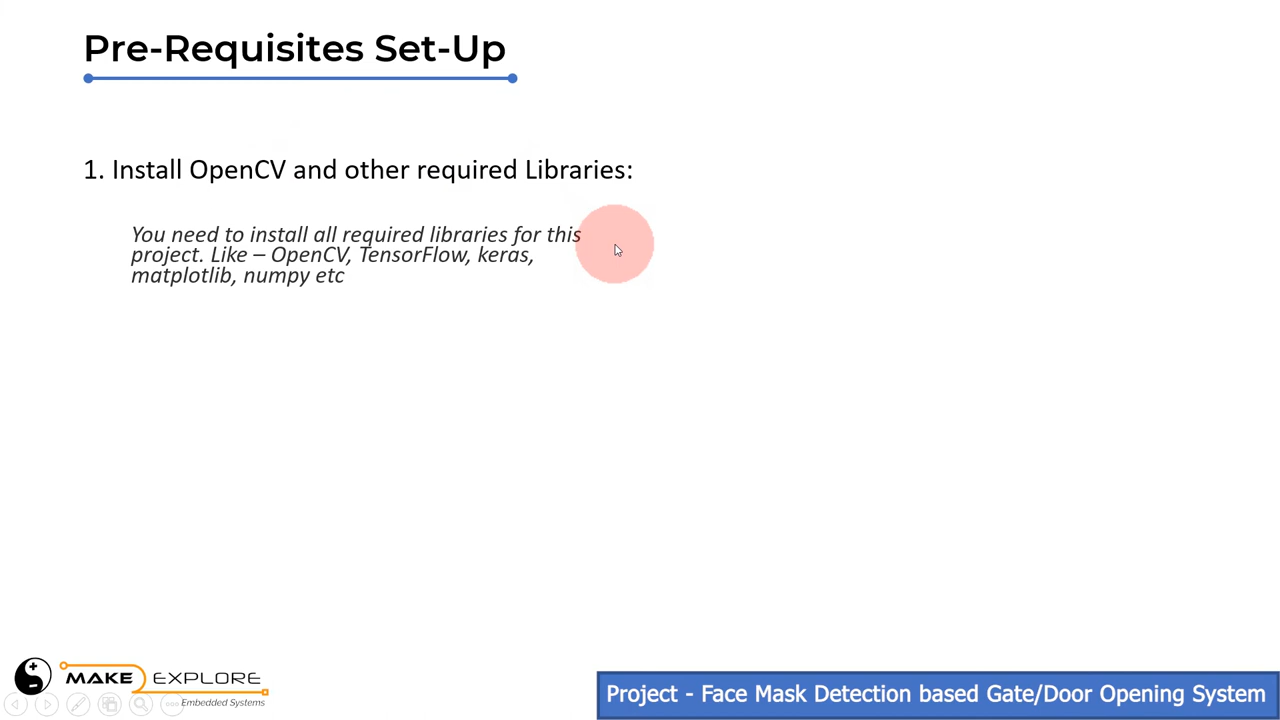 Pre-Requisites Set-Up
1. Install OpenCV and other required Libraries:
You need to install all required libraries for this
project. Like – OpenCV, TensorFlow, keras,
matplotlib, numpy etc
MAKE EXPLORE
Embedded Systems
Project - Face Mask Detection based Gate/Door Opening System